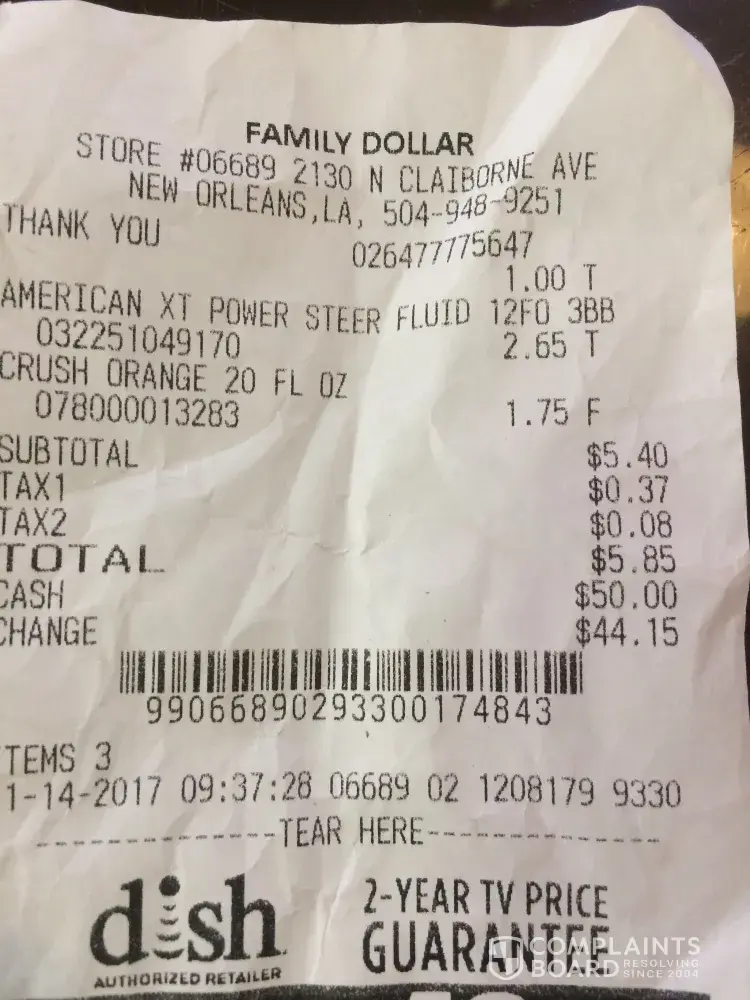 FAMILY DOLLAR
STORE #06689 2130 N CLAIBORNE AVE
NEW ORLEANS,LA, 504-948-9251
THANK YOU
026477775647
1.00 T
AMERICAN XT POWER STEER FLUID 12FO 3BB
032251049170 2.65 T
CRUSH ORANGE 20 FL OZ
078000013283 1.75 F
SUBTOTAL $5.40
TAX1 $0.37
TAX2 $0.08
TOTAL $5.85
CASH $50.00
CHANGE $44.15
99066890293300174843
TEMS 3
1-14-2017 09:37:28 06689 02 1208179 9330
TEAR HERE
dish
AUTHORIZED RETAILER
2-YEAR TV PRICE
GUARANTEE
COMPLAINTS
BOARD RESOLVING
SINCE 2004